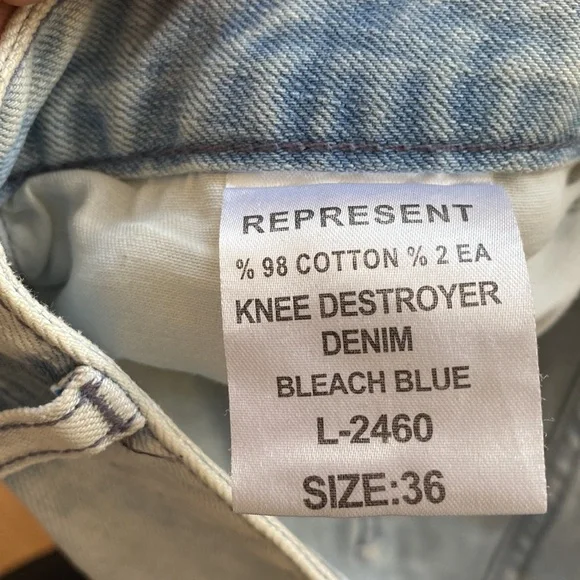 REPRESENT
% 98 COTTON % 2 EA
KNEE DESTROYER
DENIM
BLEACH BLUE
L-2460
SIZE:36